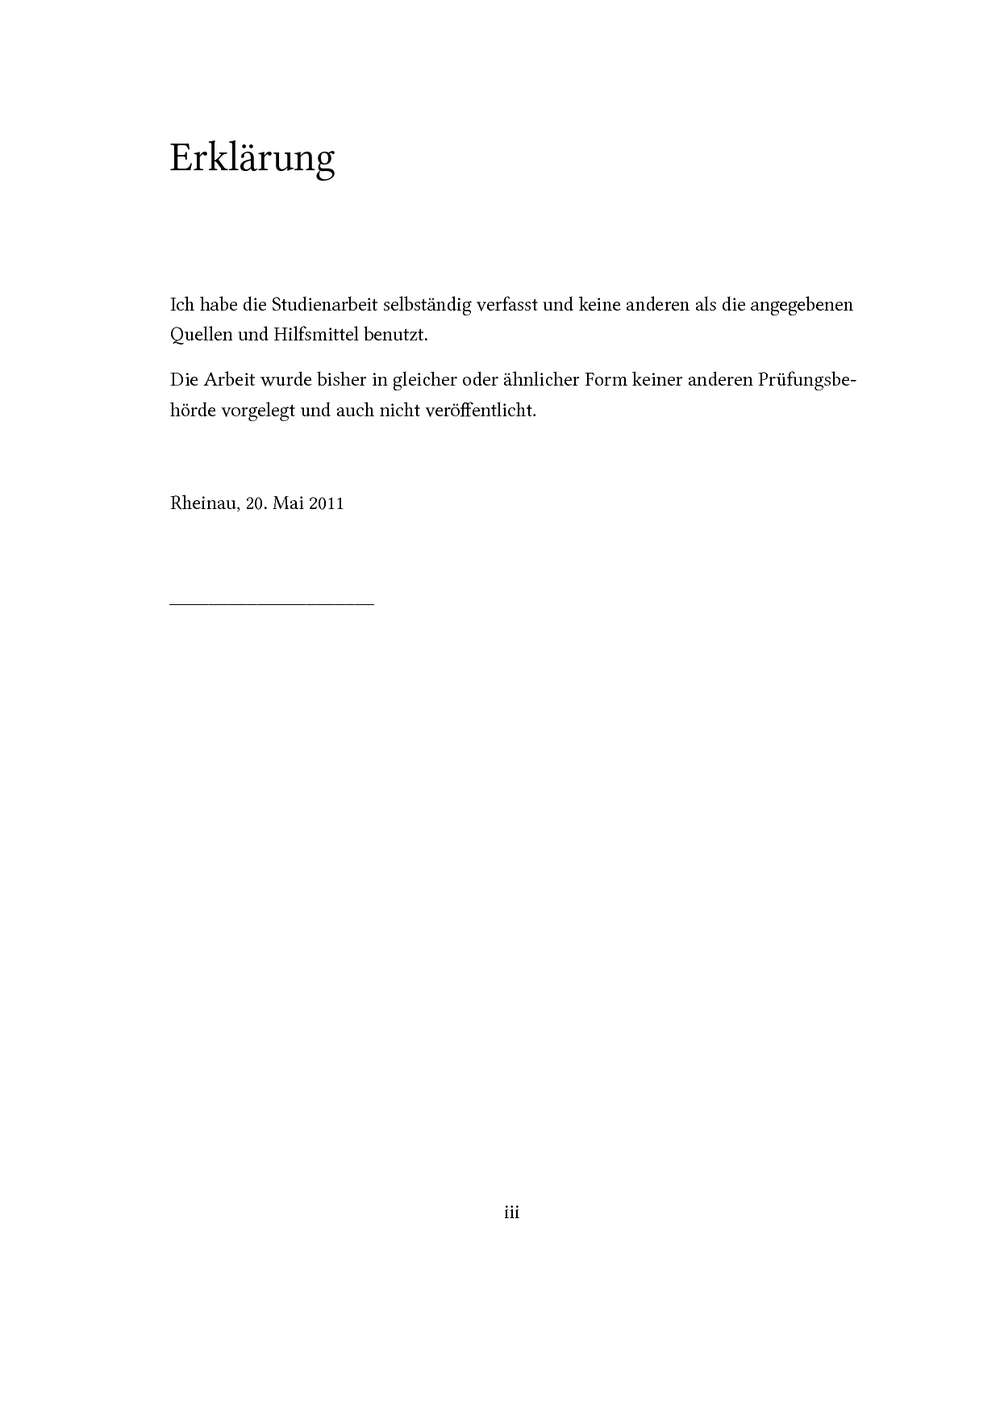 Erklärung
Ich habe die Studienarbeit selbständig verfasst und keine anderen als die angegebenen
Quellen und Hilfsmittel benutzt.
Die Arbeit wurde bisher in gleicher oder ähnlicher Form keiner anderen Prüfungsbe-
hörde vorgelegt und auch nicht veröffentlicht.
Rheinau, 20. Mai 2011
iii